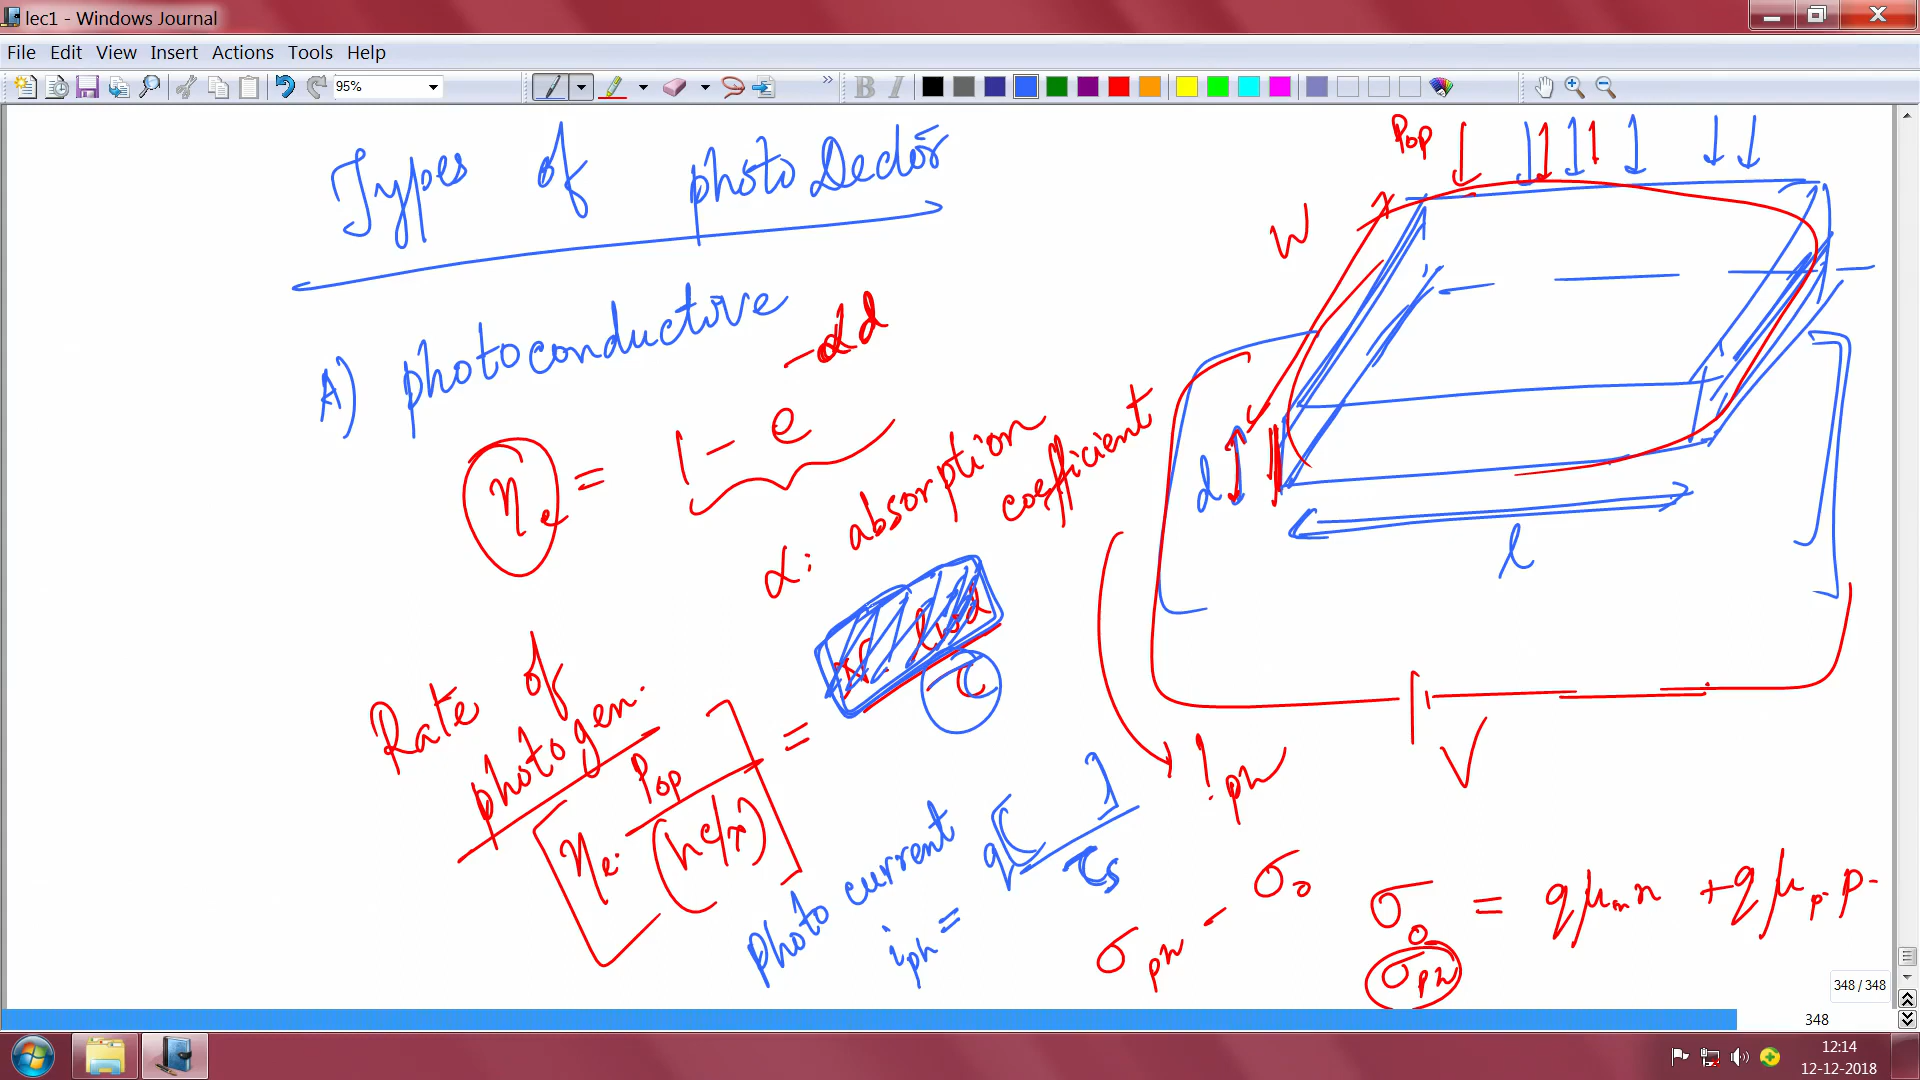 lec1 - Windows Journal
File Edit View Insert Actions Tools Help
95%
Types of photo Dector
A) photoconductive
ηe = 1 - e -αd
α: absorption coefficient
Pop
W
d
l
V
Rate of photogen.
[ηe. Pop / (hc/λ)] =
τ
Photo current
iph = q( ) / τs
iph
σph - σ0
σ0 = qμn n + qμp. p.
σph
348 / 348
348
12:14
12-12-2018